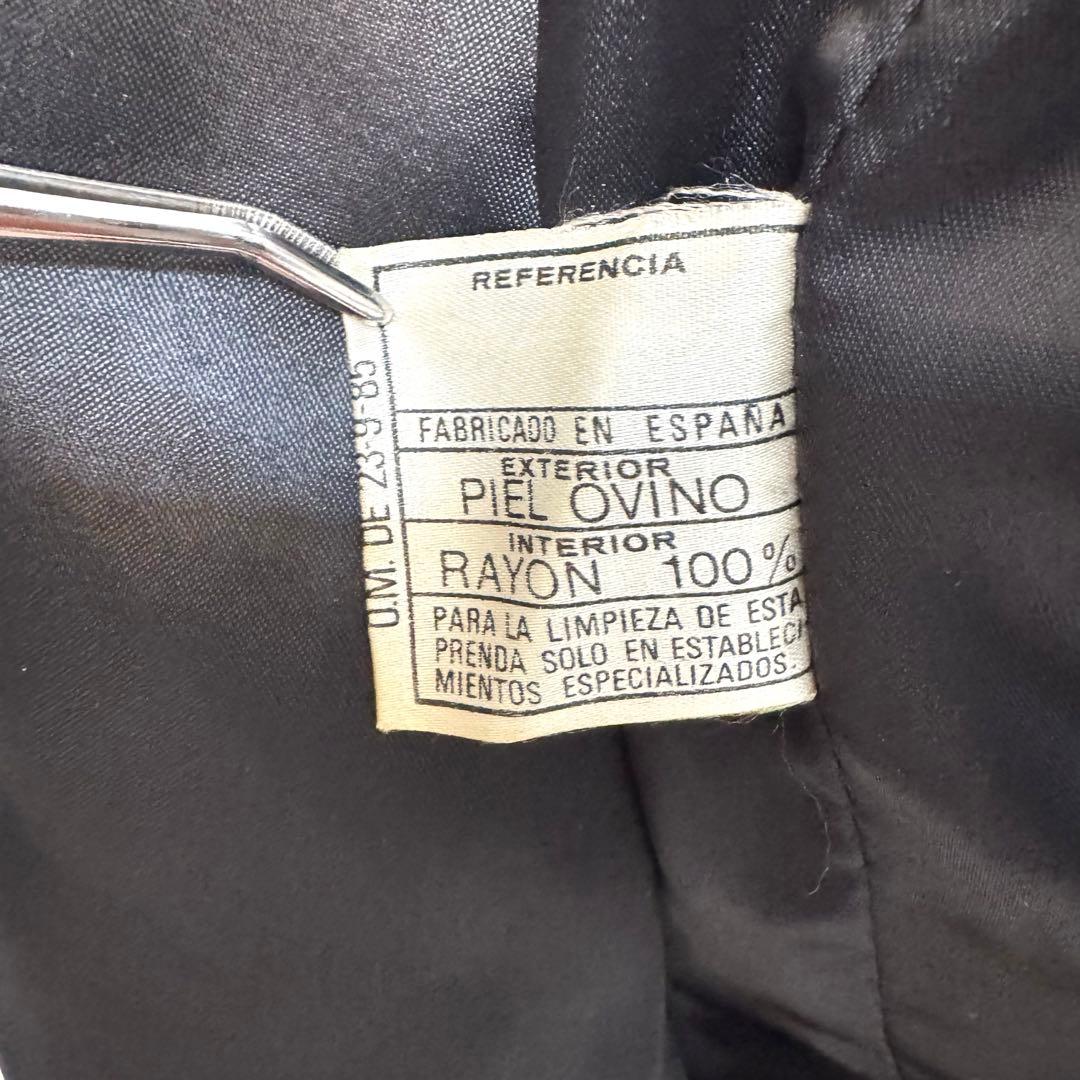 REFERENCIA
FABRICADO EN ESPAÑA
EXTERIOR
PIEL OVINO
INTERIOR
RAYON 100%
PARA LA LIMPIEZA DE ESTA
PRENDA SOLO EN ESTABLECI
MIENTOS ESPECIALIZADOS.
O.M. DE 23-9-85